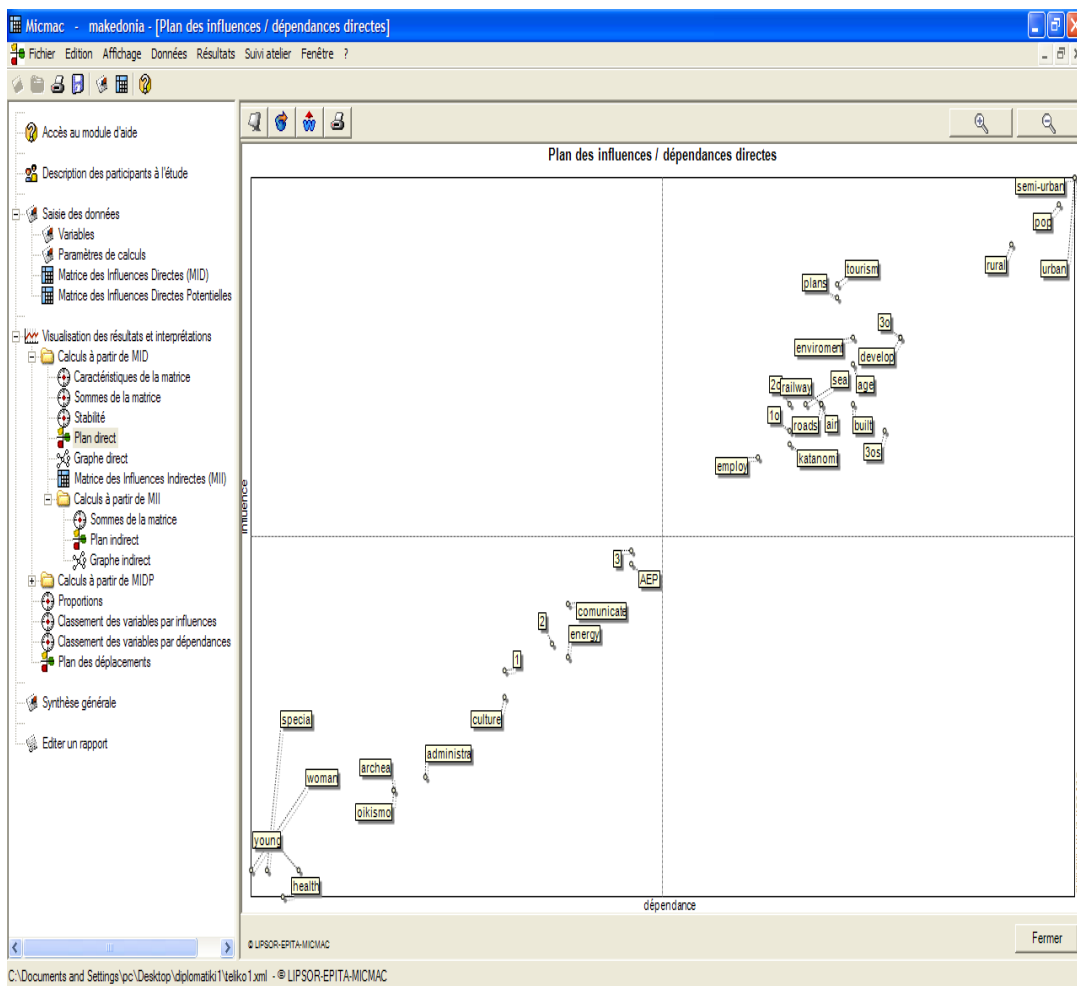 Micmac - makedonia - [Plan des influences / dépendances directes]
Fichier Edition Affichage Données Résultats Suivi atelier Fenêtre ?
Accès au module d'aide
Description des participants à l'étude
Saisie des données
Variables
Paramètres de calculs
Matrice des Influences Directes (MID)
Matrice des Influences Directes Potentielles
Visualisation des résultats et interprétations
Calculs à partir de MID
Caractéristiques de la matrice
Sommes de la matrice
Stabilité
Plan direct
Graphe direct
Matrice des Influences Indirectes (MII)
Calculs à partir de MII
Sommes de la matrice
Plan indirect
Graphe indirect
Calculs à partir de MIDP
Proportions
Classement des variables par influences
Classement des variables par dépendances
Plan des déplacements
Synthèse générale
Editer un rapport
Plan des influences / dépendances directes
semi-urban
pop
rural
urban
tourism
plans
3o
enviroment
develop
sea
age
2o
railway
1o
roads
air
built
3os
katanomi
employ
influence
3
AEP
comunicate
2
energy
1
culture
special
administra
archea
woman
oikismo
young
health
dépendance
© LIPSOR-EPITA-MICMAC
Fermer
C:\Documents and Settings\pc\Desktop\diplomatiki1\teliko1.xml - © LIPSOR-EPITA-MICMAC